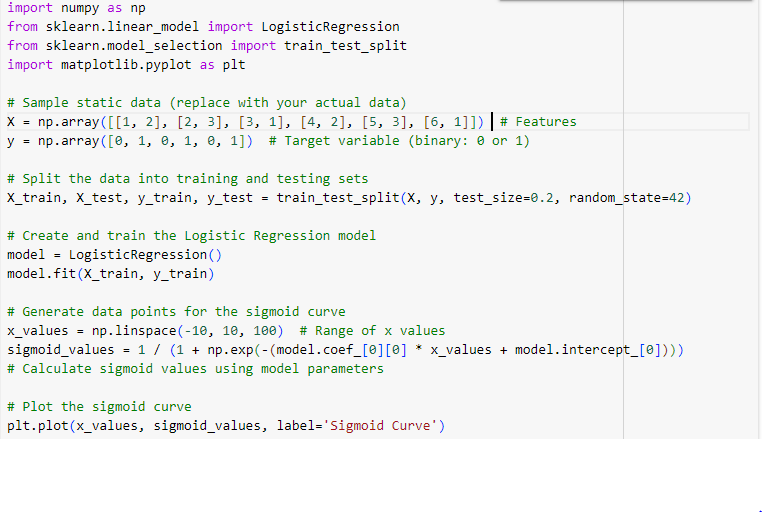 import numpy as np
from sklearn.linear_model import LogisticRegression
from sklearn.model_selection import train_test_split
import matplotlib.pyplot as plt
# Sample static data (replace with your actual data)
X = np.array([[1, 2], [2, 3], [3, 1], [4, 2], [5, 3], [6, 1]]) # Features
y = np.array([0, 1, 0, 1, 0, 1])  # Target variable (binary: 0 or 1)
# Split the data into training and testing sets
X_train, X_test, y_train, y_test = train_test_split(X, y, test_size=0.2, random_state=42)
# Create and train the Logistic Regression model
model = LogisticRegression()
model.fit(X_train, y_train)
# Generate data points for the sigmoid curve
x_values = np.linspace(-10, 10, 100)  # Range of x values
sigmoid_values = 1 / (1 + np.exp(-(model.coef_[0][0] * x_values + model.intercept_[0])))
# Calculate sigmoid values using model parameters
# Plot the sigmoid curve
plt.plot(x_values, sigmoid_values, label='Sigmoid Curve')